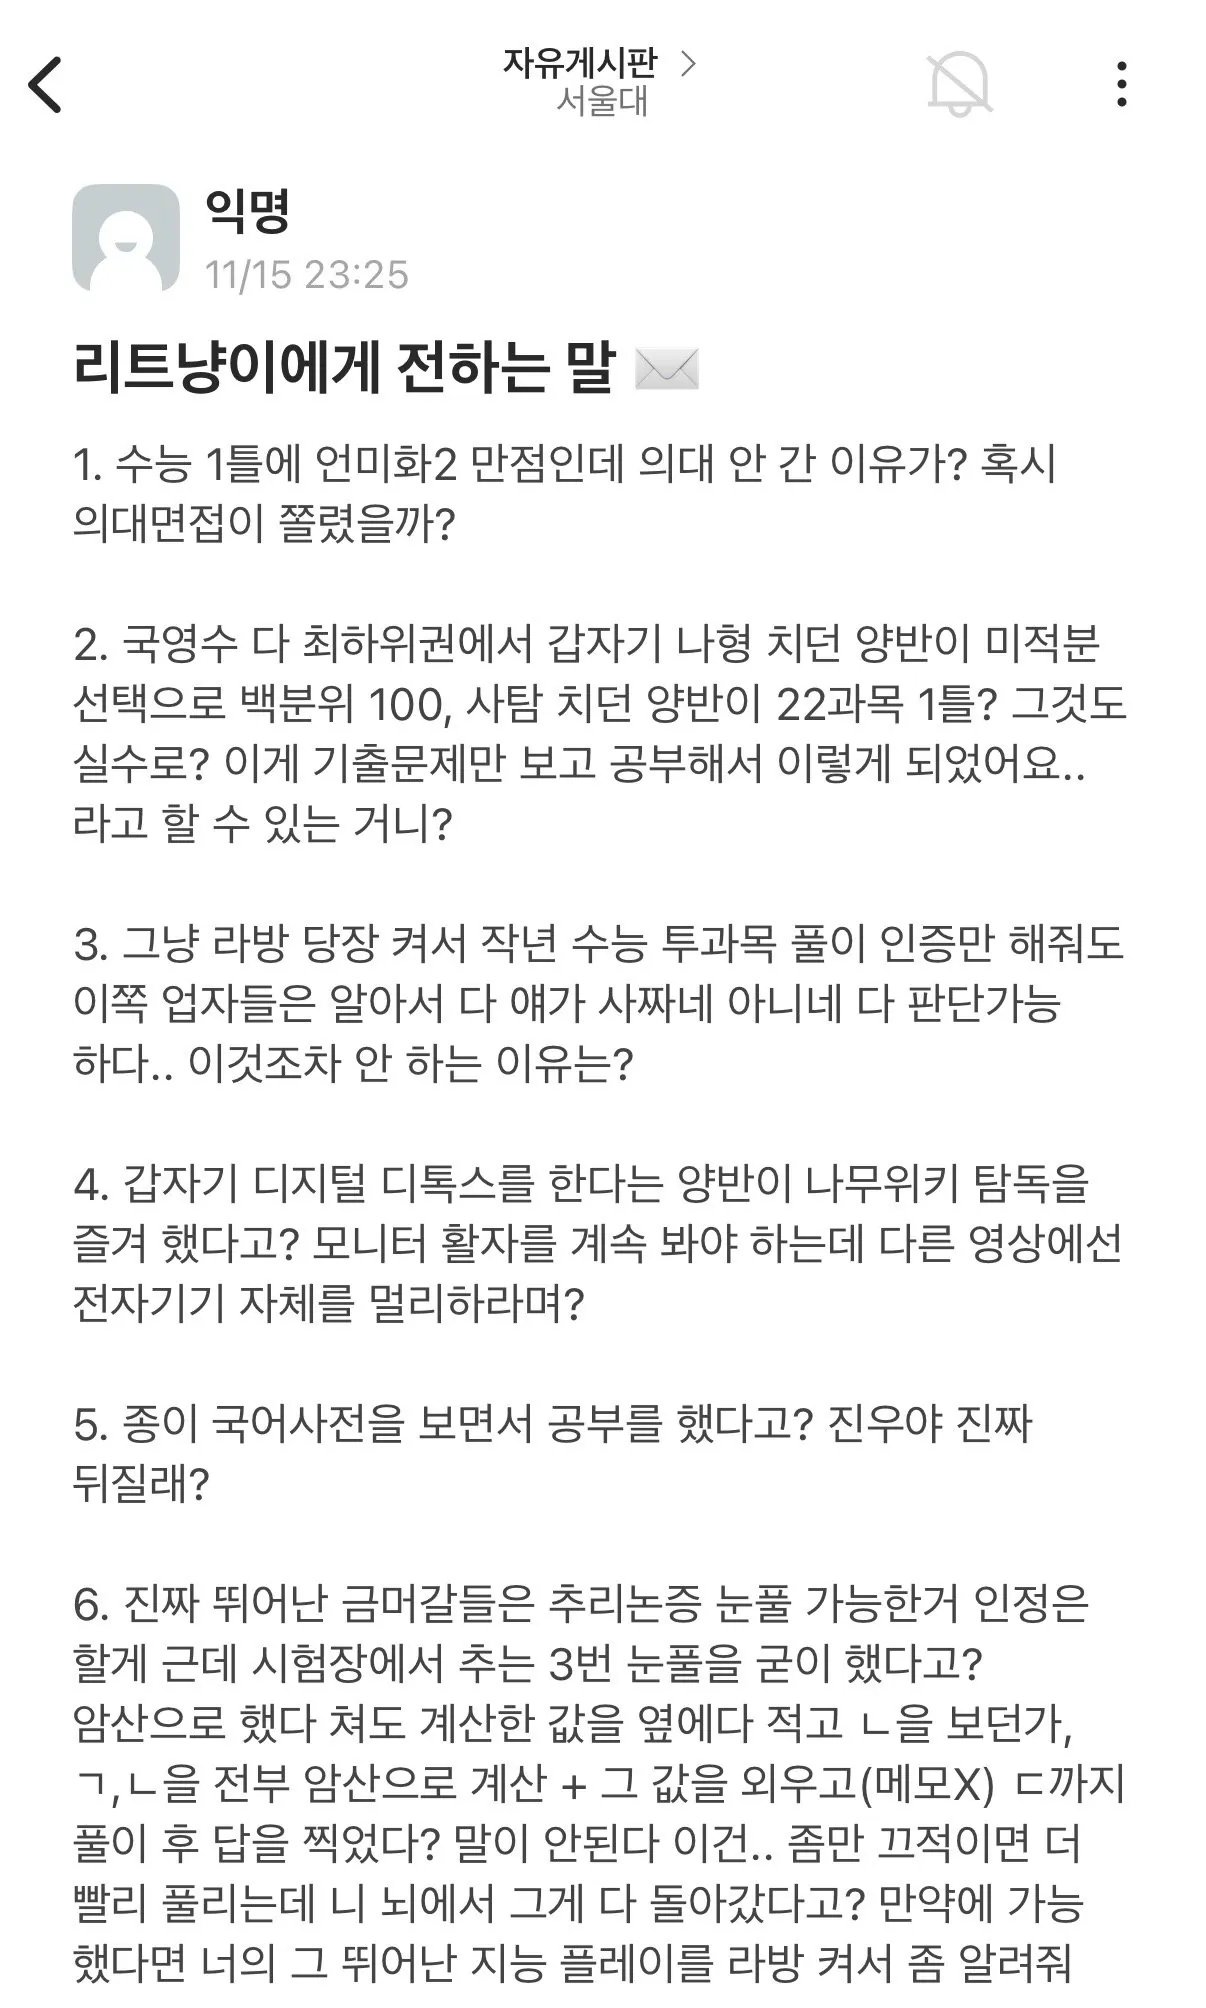 자유게시판
서울대
익명
11/15 23:25
리트냥이에게 전하는 말
1. 수능 1틀에 언미화2 만점인데 의대 안 간 이유가? 혹시
의대면접이 쫄렸을까?
2. 국영수 다 최하위권에서 갑자기 나형 치던 양반이 미적분
선택으로 백분위 100, 사탐 치던 양반이 22과목 1틀? 그것도
실수로? 이게 기출문제만 보고 공부해서 이렇게 되었어요..
라고 할 수 있는 거니?
3. 그냥 라방 당장 켜서 작년 수능 투과목 풀이 인증만 해줘도
이쪽 업자들은 알아서 다 얘가 사짜네 아니네 다 판단가능
하다.. 이것조차 안 하는 이유는?
4. 갑자기 디지털 디톡스를 한다는 양반이 나무위키 탐독을
즐겨 했다고? 모니터 활자를 계속 봐야 하는데 다른 영상에선
전자기기 자체를 멀리하라며?
5. 종이 국어사전을 보면서 공부를 했다고? 진우야 진짜
뒤질래?
6. 진짜 뛰어난 금머갈들은 추리논증 눈풀 가능한거 인정은
할게 근데 시험장에서 추는 3번 눈풀을 굳이 했다고?
암산으로 했다 쳐도 계산한 값을 옆에다 적고 ㄴ을 보던가,
ㄱ,ㄴ을 전부 암산으로 계산 + 그 값을 외우고(메모X) ㄷ까지
풀이 후 답을 찍었다? 말이 안된다 이건.. 좀만 끄적이면 더
빨리 풀리는데 니 뇌에서 그게 다 돌아갔다고? 만약에 가능
했다면 너의 그 뛰어난 지능 플레이를 라방 켜서 좀 알려줘